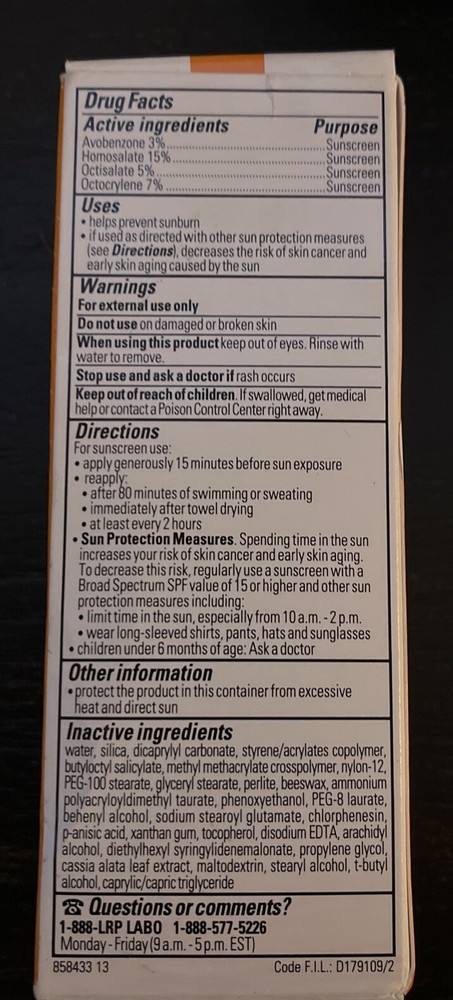 Drug Facts
Active ingredients Purpose
Avobenzone 3%........................................Sunscreen
Homosalate 15%........................................Sunscreen
Octisalate 5%........................................Sunscreen
Octocrylene 7%........................................Sunscreen
Uses
• helps prevent sunburn
• if used as directed with other sun protection measures
(see Directions), decreases the risk of skin cancer and
early skin aging caused by the sun
Warnings
For external use only
Do not use on damaged or broken skin
When using this product keep out of eyes. Rinse with
water to remove.
Stop use and ask a doctor if rash occurs
Keep out of reach of children. If swallowed, get medical
help or contact a Poison Control Center right away.
Directions
For sunscreen use:
• apply generously 15 minutes before sun exposure
• reapply:
• after 80 minutes of swimming or sweating
• immediately after towel drying
• at least every 2 hours
• Sun Protection Measures. Spending time in the sun
increases your risk of skin cancer and early skin aging.
To decrease this risk, regularly use a sunscreen with a
Broad Spectrum SPF value of 15 or higher and other sun
protection measures including:
• limit time in the sun, especially from 10 a.m. - 2 p.m.
• wear long-sleeved shirts, pants, hats and sunglasses
• children under 6 months of age: Ask a doctor
Other information
• protect the product in this container from excessive
heat and direct sun
Inactive ingredients
water, silica, dicaprylyl carbonate, styrene/acrylates copolymer,
butyloctyl salicylate, methyl methacrylate crosspolymer, nylon-12,
PEG-100 stearate, glyceryl stearate, perlite, beeswax, ammonium
polyacryloyldimethyl taurate, phenoxyethanol, PEG-8 laurate,
behenyl alcohol, sodium stearoyl glutamate, chlorphenesin,
p-anisic acid, xanthan gum, tocopherol, disodium EDTA, arachidyl
alcohol, diethylhexyl syringylidenemalonate, propylene glycol,
cassia alata leaf extract, maltodextrin, stearyl alcohol, t-butyl
alcohol, caprylic/capric triglyceride
☎ Questions or comments?
1-888-LRP LABO 1-888-577-5226
Monday - Friday (9 a.m. - 5 p.m. EST)
858433 13 Code F.I.L.: D179109/2